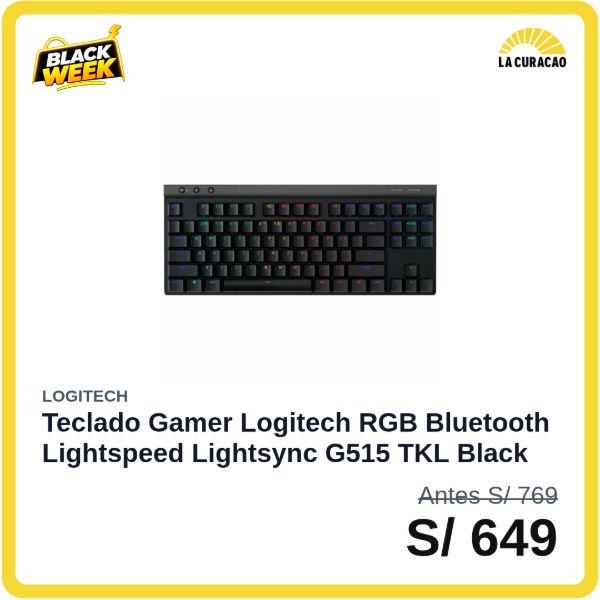 BLACK
WEEK
LA CURACAO
LOGITECH
Teclado Gamer Logitech RGB Bluetooth
Lightspeed Lightsync G515 TKL Black
Antes S/ 769
S/ 649